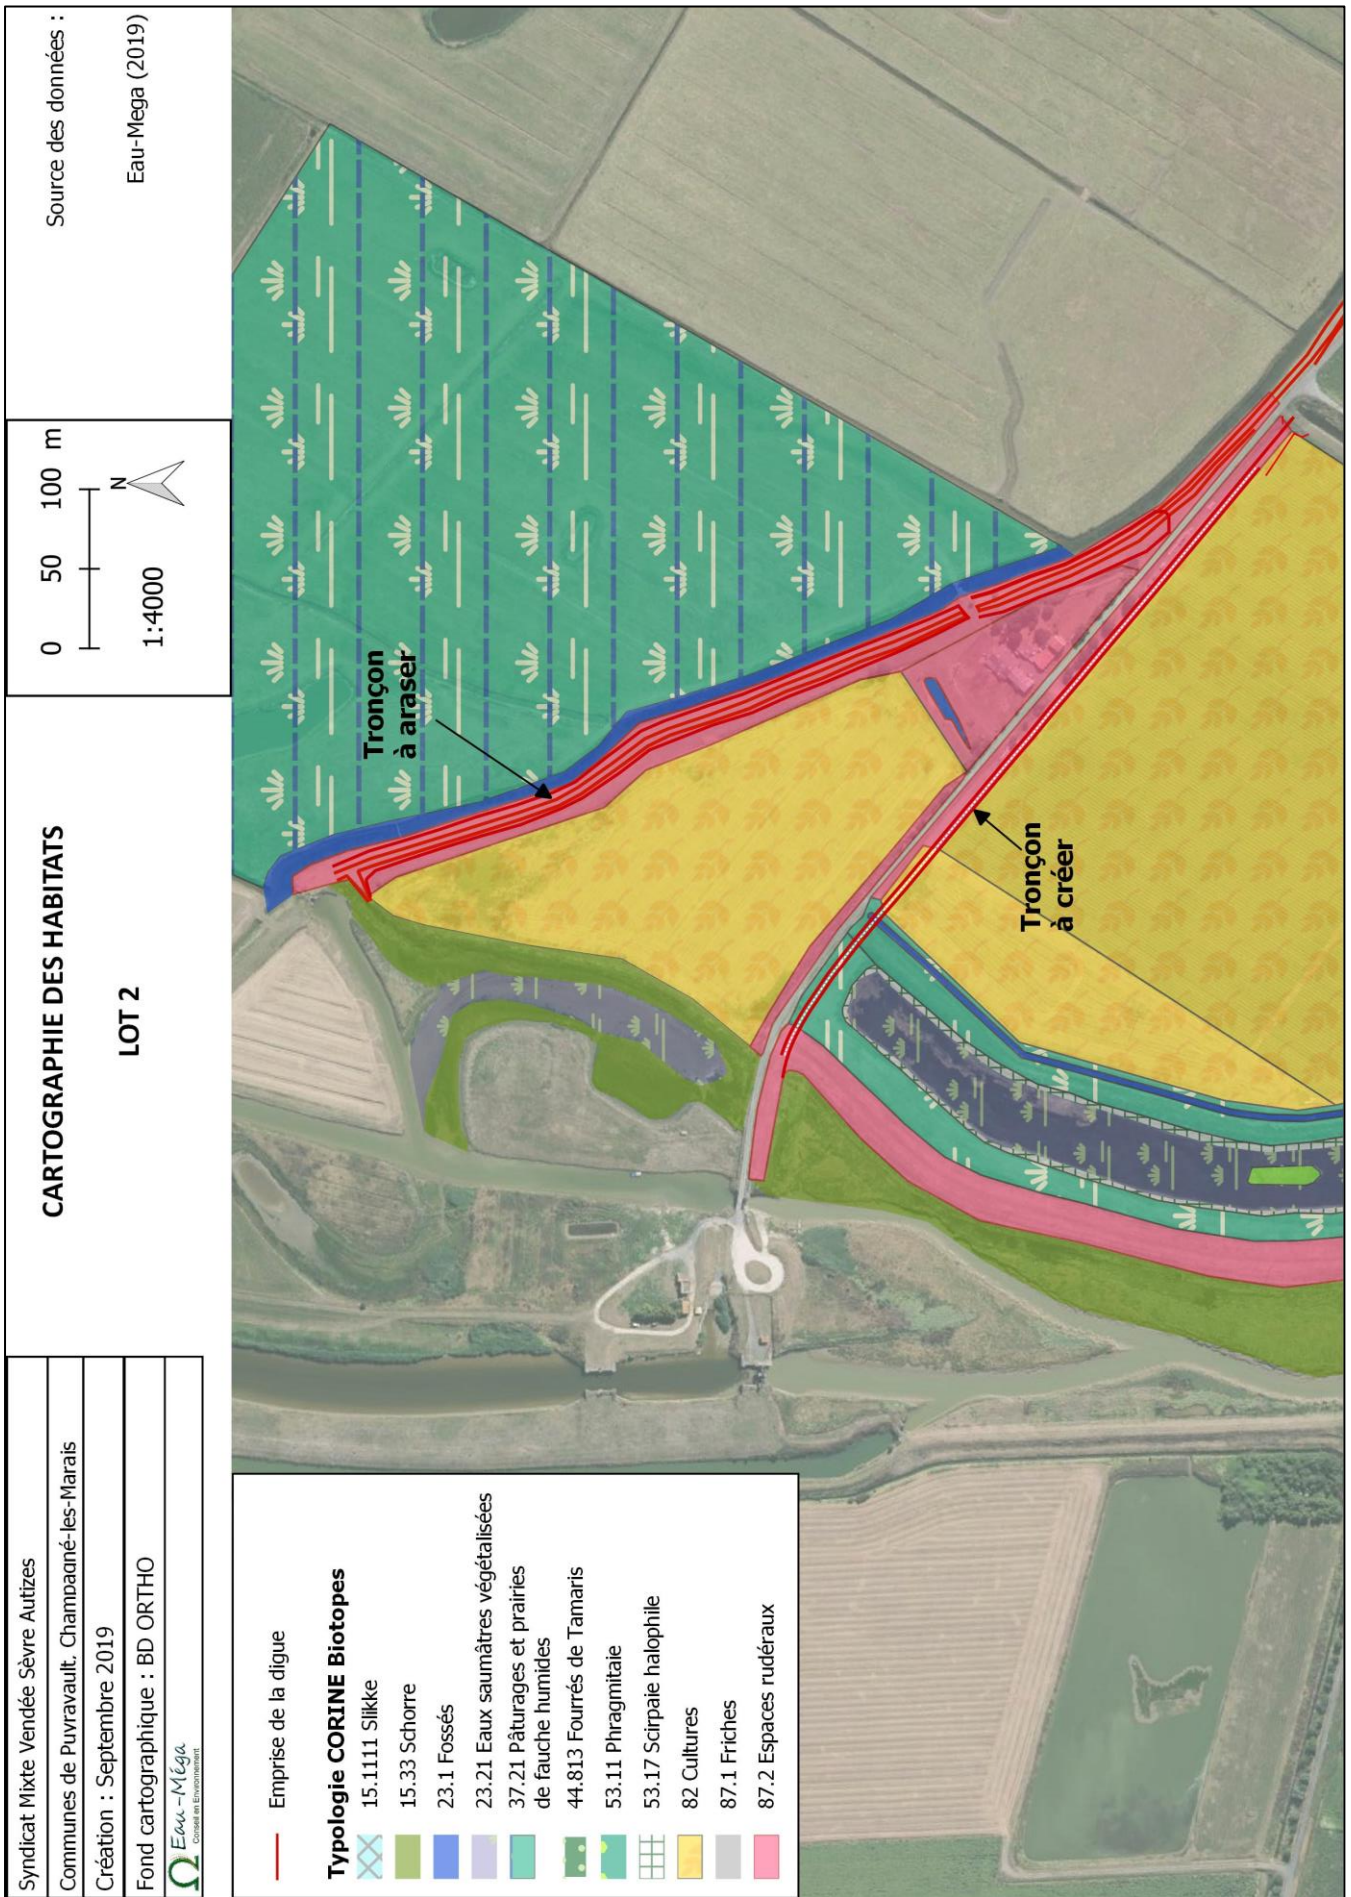 Syndicat Mixte Vendée Sèvre Autizes
Communes de Puyravault, Champagné-les-Marais
Création : Septembre 2019
Fond cartographique : BD ORTHO
Eau-Méga
Conseil en Environnement
CARTOGRAPHIE DES HABITATS
LOT 2
0 50 100 m
1:4000
N
Source des données :
Eau-Mega (2019)
Emprise de la digue
Typologie CORINE Biotopes
15.1111 Slikke
15.33 Schorre
23.1 Fossés
23.21 Eaux saumâtres végétalisées
37.21 Pâturages et prairies
de fauche humides
44.813 Fourrés de Tamaris
53.11 Phragmitaie
53.17 Scirpaie halophile
82 Cultures
87.1 Friches
87.2 Espaces rudéraux
Tronçon
à araser
Tronçon
à créer